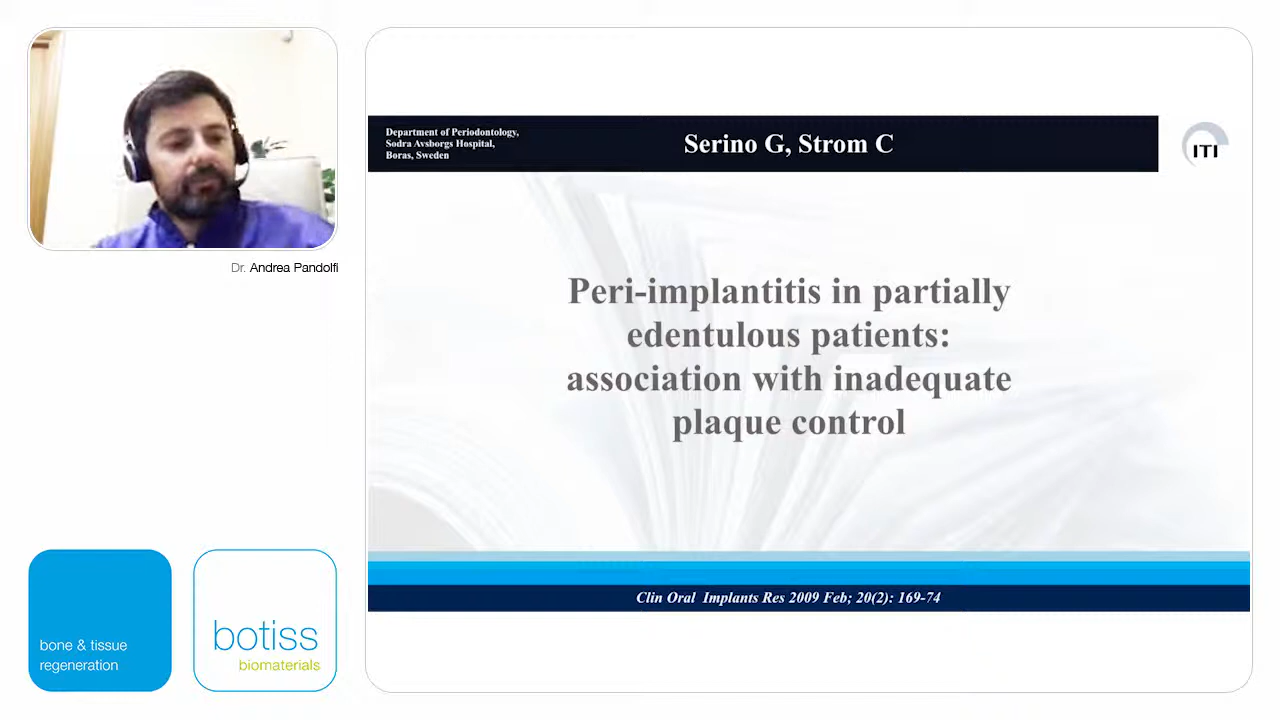 Dr. Andrea Pandolfi
bone & tissue
regeneration
botiss
biomaterials
Department of Periodontology,
Sodra Avsborgs Hospital,
Boras, Sweden
Serino G, Strom C
ITI
Peri-implantitis in partially
edentulous patients:
association with inadequate
plaque control
Clin Oral Implants Res 2009 Feb; 20(2): 169-74